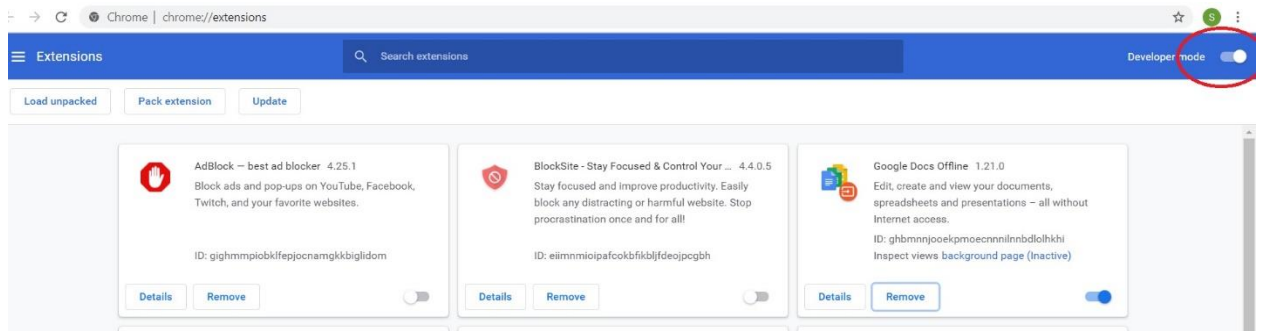 Chrome | chrome://extensions
S
Extensions
Search extensions
Developer mode
Load unpacked
Pack extension
Update
AdBlock — best ad blocker 4.25.1
Block ads and pop-ups on YouTube, Facebook,
Twitch, and your favorite websites.
ID: gighmmpiobklfepjocnamgkkbiglidom
Details
Remove
BlockSite - Stay Focused & Control Your ... 4.4.0.5
Stay focused and improve productivity. Easily
block any distracting or harmful website. Stop
procrastination once and for all!
ID: eiimnmioipafcokbfikbljfdeojpcgbh
Details
Remove
Google Docs Offline 1.21.0
Edit, create and view your documents,
spreadsheets and presentations – all without
Internet access.
ID: ghbmnnjooekpmoecnnnilnnbdlolhkhi
Inspect views background page (Inactive)
Details
Remove